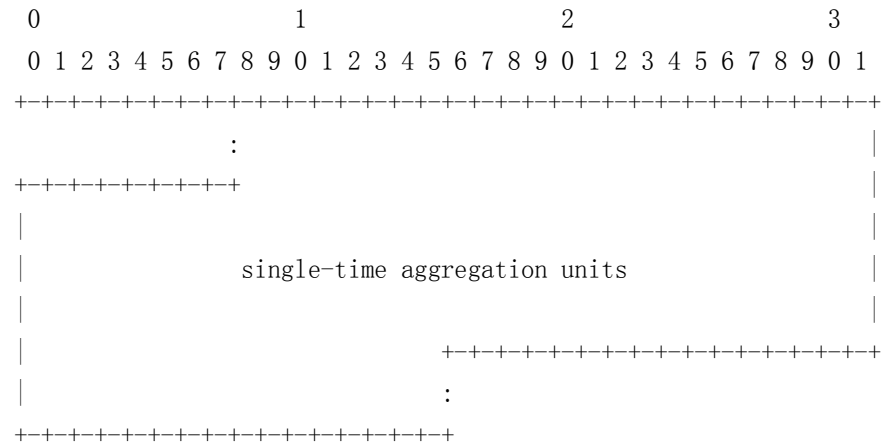 0                   1                   2                   3
0 1 2 3 4 5 6 7 8 9 0 1 2 3 4 5 6 7 8 9 0 1 2 3 4 5 6 7 8 9 0 1
+-+-+-+-+-+-+-+-+-+-+-+-+-+-+-+-+-+-+-+-+-+-+-+-+-+-+-+-+-+-+-+-+
                :                                               |
+-+-+-+-+-+-+-+-+                                               |
|                                                               |
|                single-time aggregation units                  |
|                                                               |
|                               +-+-+-+-+-+-+-+-+-+-+-+-+-+-+-+-+
|                               :
+-+-+-+-+-+-+-+-+-+-+-+-+-+-+-+-+